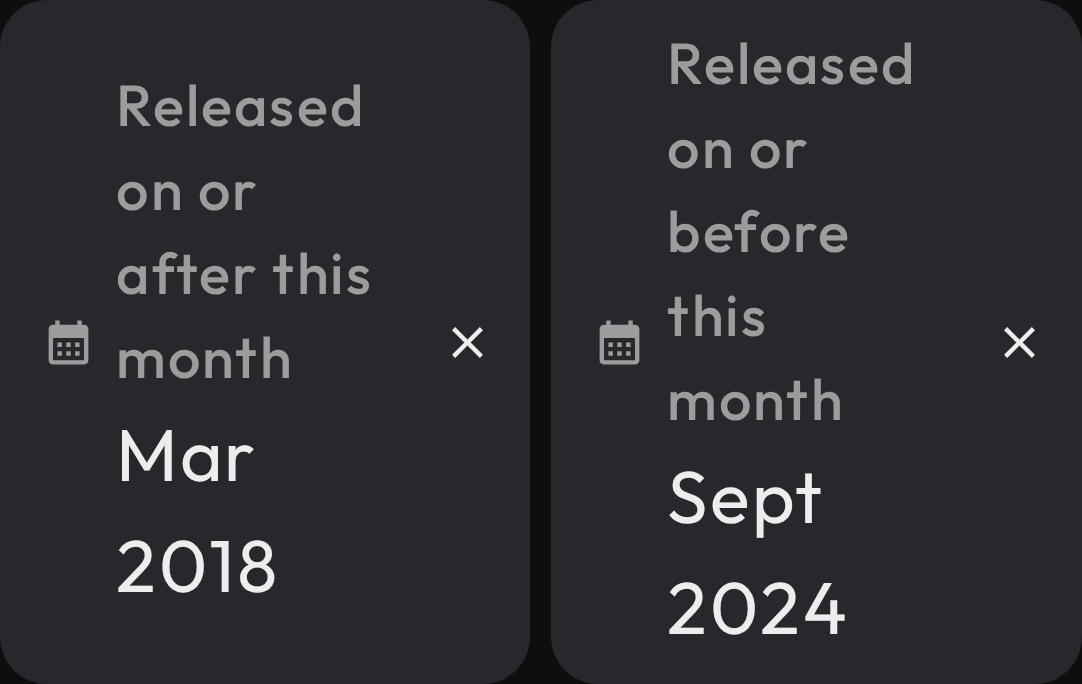 Released
on or
after this
month
Mar
2018
Released
on or
before
this
month
Sept
2024